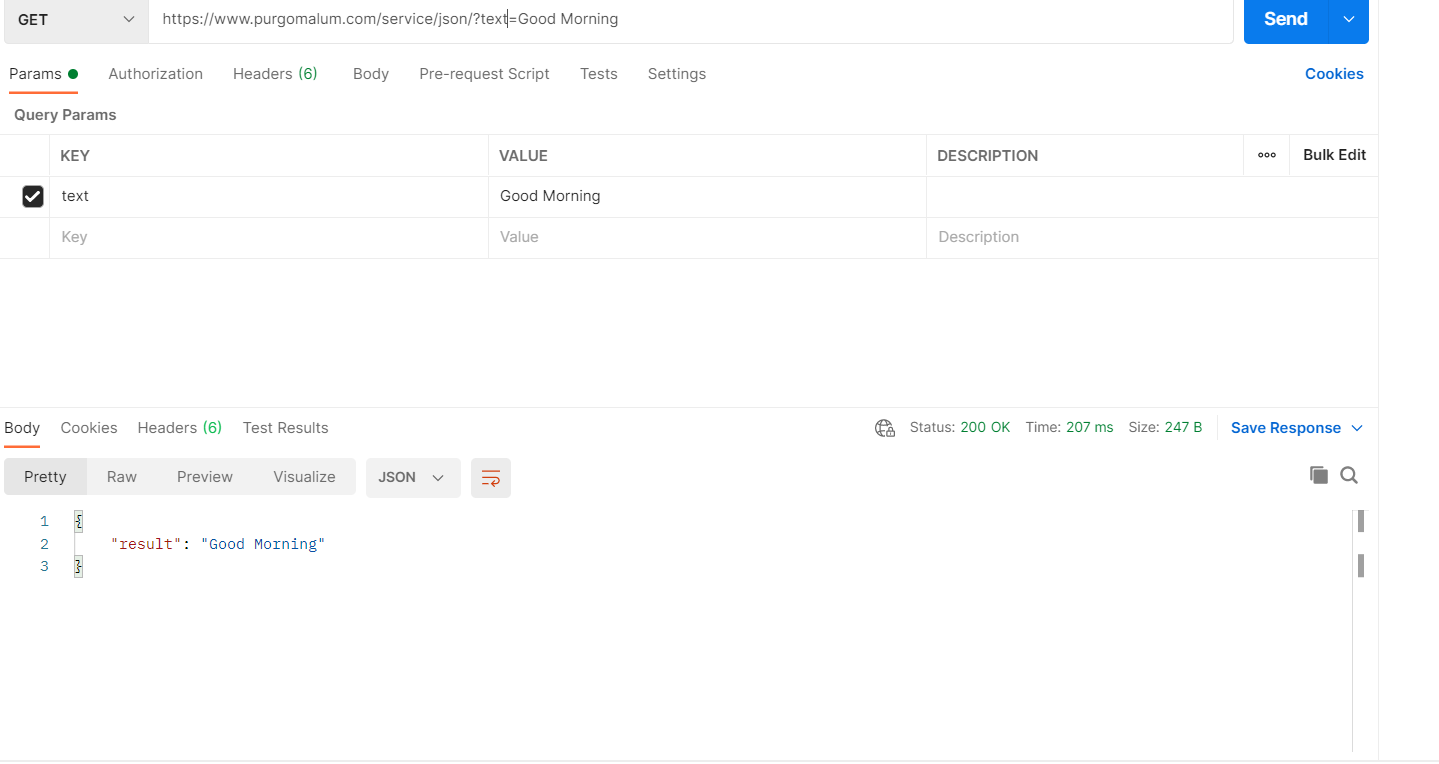 GET https://www.purgomalum.com/service/json/?text=Good Morning Send
Params Authorization Headers (6) Body Pre-request Script Tests Settings Cookies
Query Params
KEY VALUE DESCRIPTION ooo Bulk Edit
text Good Morning
Key Value Description
Body Cookies Headers (6) Test Results Status: 200 OK Time: 207 ms Size: 247 B Save Response
Pretty Raw Preview Visualize JSON
1 {
2 "result": "Good Morning"
3 }